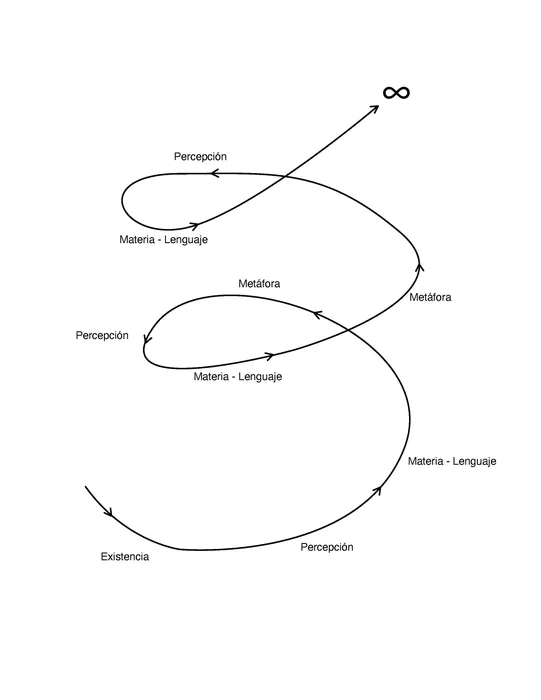 ∞
Percepción
Materia - Lenguaje
Metáfora
Metáfora
Percepción
Materia - Lenguaje
Materia - Lenguaje
Percepción
Existencia